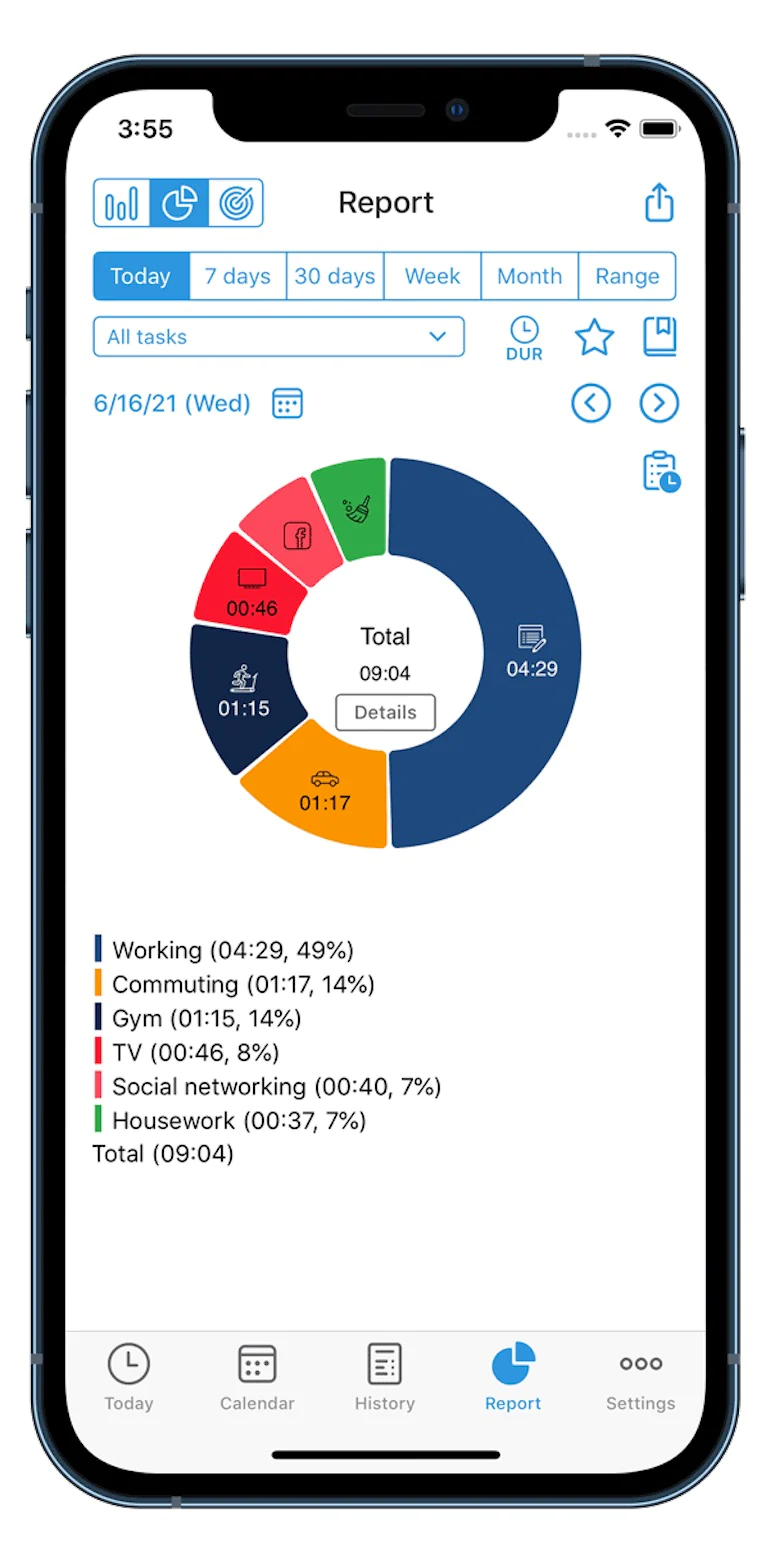 3:55
Report
Today 7 days 30 days Week Month Range
All tasks
DUR
6/16/21 (Wed)
00:46
Total
04:29
09:04
01:15
Details
01:17
Working (04:29, 49%)
Commuting (01:17, 14%)
Gym (01:15, 14%)
TV (00:46, 8%)
Social networking (00:40, 7%)
Housework (00:37, 7%)
Total (09:04)
Today Calendar History Report Settings